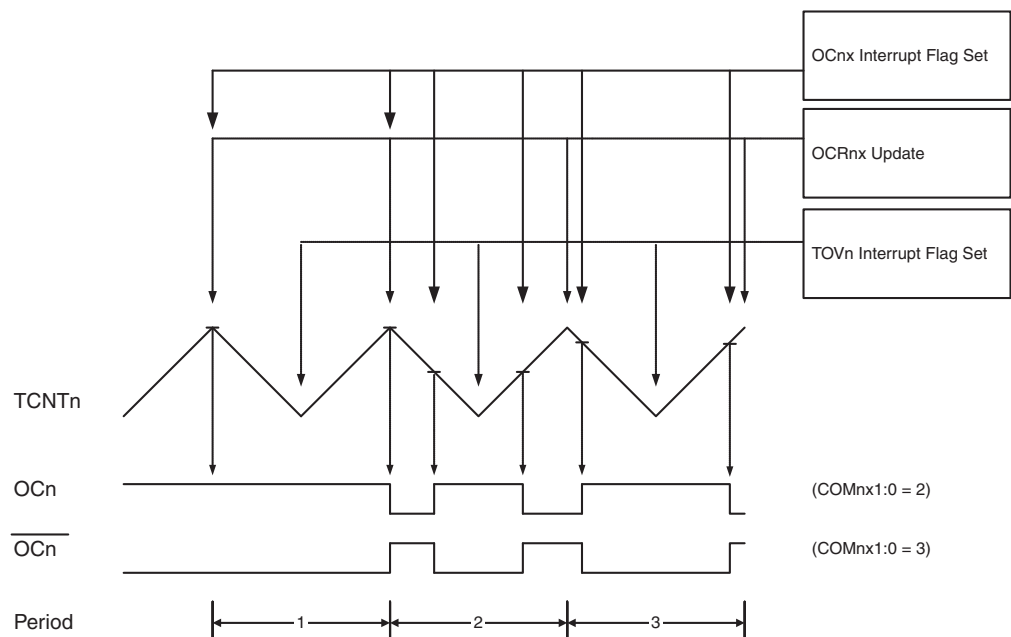 OCnx Interrupt Flag Set
OCRnx Update
TOVn Interrupt Flag Set
TCNTn
OCn
(COMnx1:0 = 2)
OCn
(COMnx1:0 = 3)
Period
1
2
3